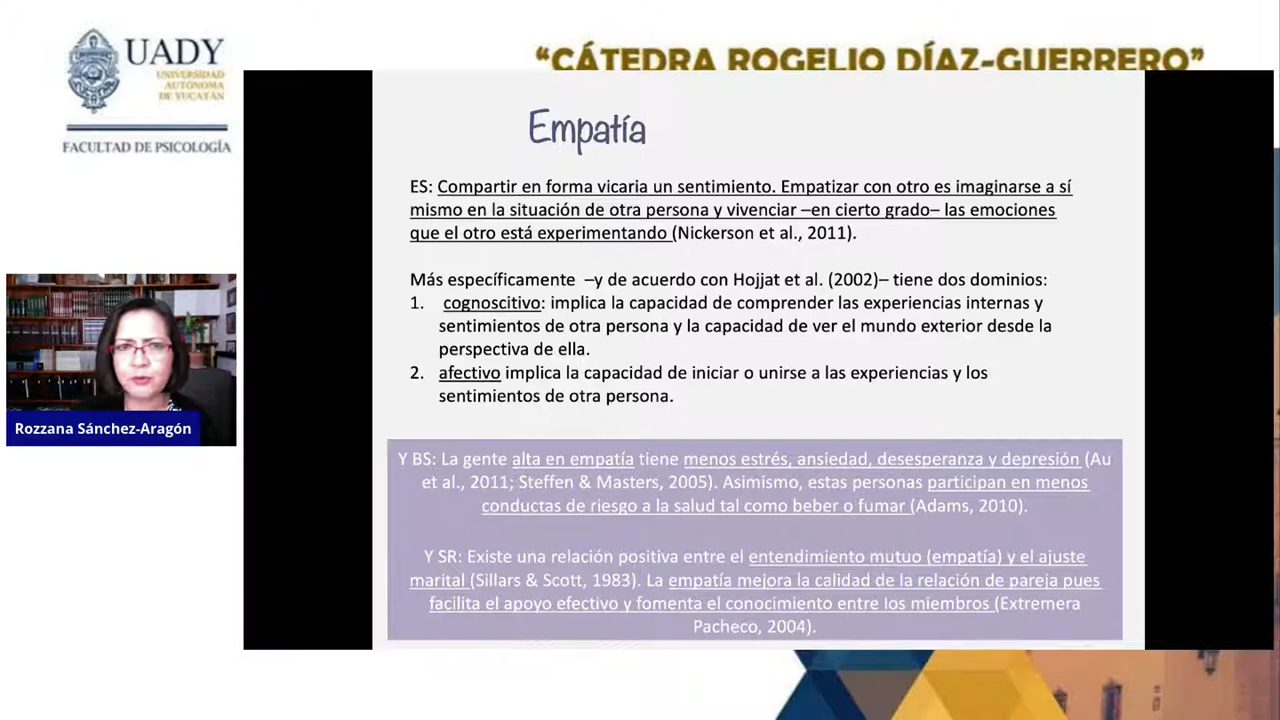 UADY
UNIVERSIDAD
AUTÓNOMA
DE YUCATÁN
FACULTAD DE PSICOLOGÍA
“CÁTEDRA ROGELIO DÍAZ-GUERRERO”
Empatía
ES: Compartir en forma vicaria un sentimiento. Empatizar con otro es imaginarse a sí
mismo en la situación de otra persona y vivenciar –en cierto grado– las emociones
que el otro está experimentando (Nickerson et al., 2011).
Más específicamente –y de acuerdo con Hojjat et al. (2002)– tiene dos dominios:
1. cognoscitivo: implica la capacidad de comprender las experiencias internas y
sentimientos de otra persona y la capacidad de ver el mundo exterior desde la
perspectiva de ella.
2. afectivo implica la capacidad de iniciar o unirse a las experiencias y los
sentimientos de otra persona.
Y BS: La gente alta en empatía tiene menos estrés, ansiedad, desesperanza y depresión (Au
et al., 2011; Steffen & Masters, 2005). Asimismo, estas personas participan en menos
conductas de riesgo a la salud tal como beber o fumar (Adams, 2010).
Y SR: Existe una relación positiva entre el entendimiento mutuo (empatía) y el ajuste
marital (Sillars & Scott, 1983). La empatía mejora la calidad de la relación de pareja pues
facilita el apoyo efectivo y fomenta el conocimiento entre los miembros (Extremera
Pacheco, 2004).
Rozzana Sánchez-Aragón